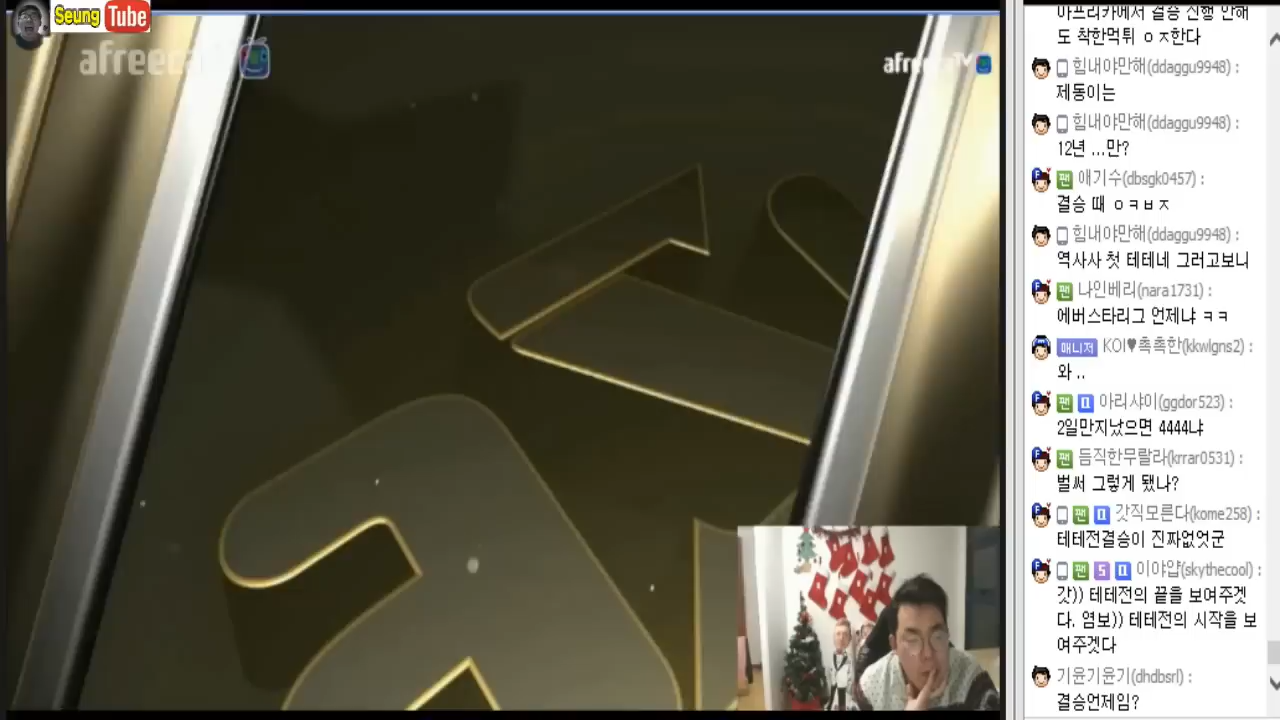 Seung Tube
afreecaTV
afreecaTV
아프리카에서 결승 진행 안해
도 착한먹튀 ㅇㅈ한다
힘내야만해(ddaggu9948) :
제동이는
힘내야만해(ddaggu9948) :
12년 ...만?
팬 애기수(dbsgk0457) :
결승 때 ㅇㅋㅂㅈ
힘내야만해(ddaggu9948) :
역사사 첫 테테네 그러고보니
팬 나인베리(nara1731) :
에버스타리그 언제냐 ㅋㅋ
매니저 KOI♥촉촉한(kkwlgns2) :
와 ..
팬 아리샤이(ggdor523) :
2일만지났으면 4444냐
팬 듬직한무랄라(krrar0531) :
벌써 그렇게 됐나?
팬 갓직모른다(kome258) :
테테전결승이 진짜없엇군
팬 S 이야얍(skythecool) :
갓)) 테테전의 끝을 보여주겟
다. 염보)) 테테전의 시작을 보
여주겟다
기윤기윤기(dhdbsrl) :
결승언제임?